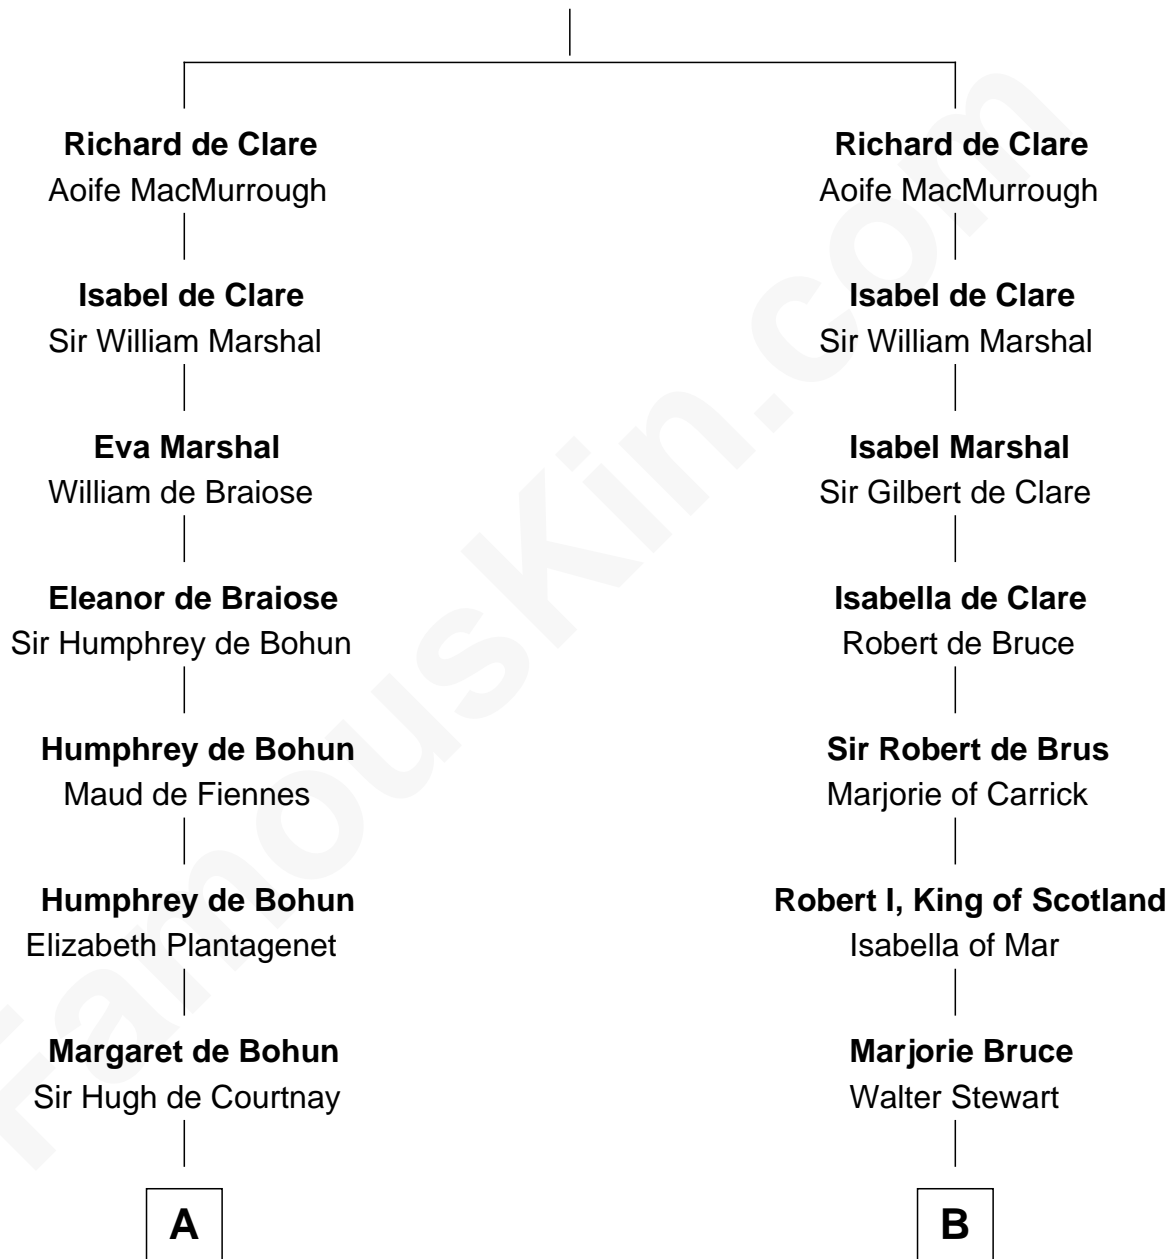 Richard de Clare
Aoife MacMurrough
Isabel de Clare
Sir William Marshal
Eva Marshal
William de Braiose
Eleanor de Braiose
Sir Humphrey de Bohun
Humphrey de Bohun
Maud de Fiennes
Humphrey de Bohun
Elizabeth Plantagenet
Margaret de Bohun
Sir Hugh de Courtnay
A
Richard de Clare
Aoife MacMurrough
Isabel de Clare
Sir William Marshal
Isabel Marshal
Sir Gilbert de Clare
Isabella de Clare
Robert de Bruce
Sir Robert de Brus
Marjorie of Carrick
Robert I, King of Scotland
Isabella of Mar
Marjorie Bruce
Walter Stewart
B
FamousKin.com